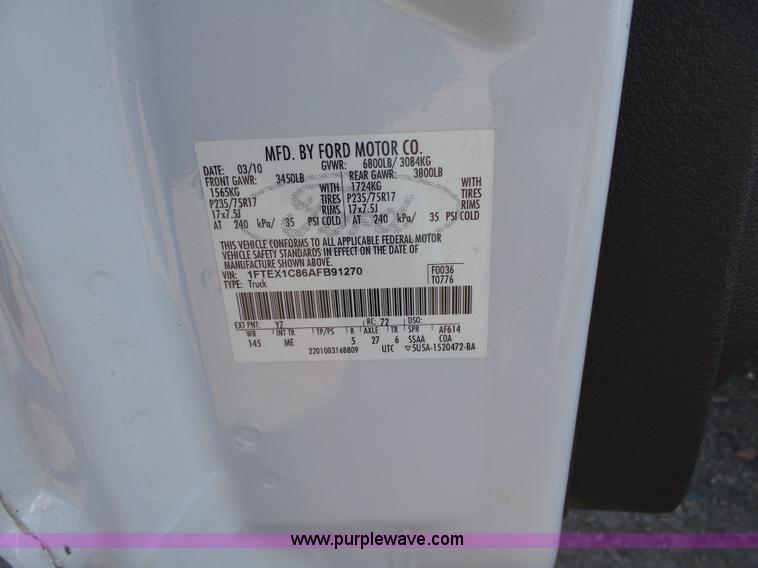 MFD. BY FORD MOTOR CO.
DATE: 03/10 GVWR: 6800LB/ 3084KG
FRONT GAWR: 3450LB REAR GAWR: 3800LB
1565KG WITH 1724KG WITH
P235/75R17 TIRES P235/75R17 TIRES
17x7.5J RIMS 17x7.5J RIMS
AT 240 kPa/ 35 PSI COLD AT 240 kPa/ 35 PSI COLD
Ford
THIS VEHICLE CONFORMS TO ALL APPLICABLE FEDERAL MOTOR
VEHICLE SAFETY STANDARDS IN EFFECT ON THE DATE OF
MANUFACTURE SHOWN ABOVE.
VIN: 1FTEX1C86AFB91270 F0036
TYPE: Truck T0776
EXT PNT: YZ RC: 72 DSO:
WB INT TR TP/PS R AXLE TR SPR AF614
145 ME 5 27 6 SSAA COA
2201003168809 UTC ▽5U5A-1520472-BA
www.purplewave.com